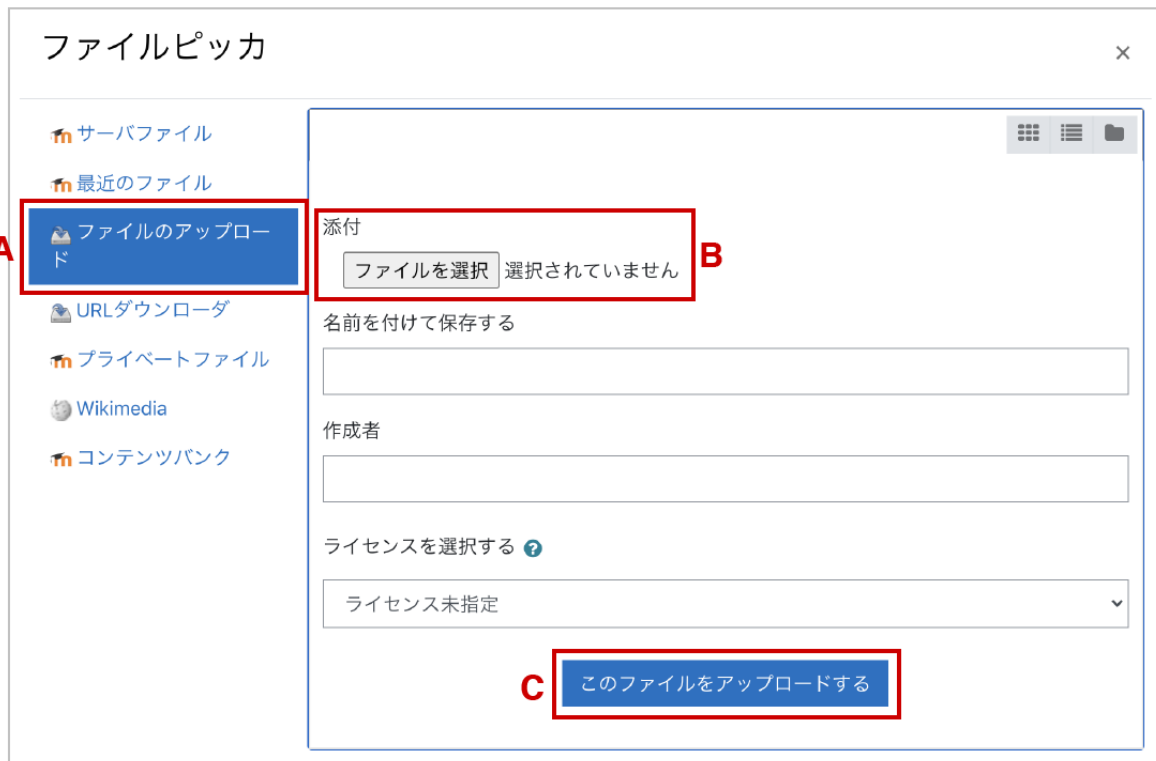 ファイルピッカ
×
サーバファイル
最近のファイル
A
ファイルのアップロー
ド
URLダウンローダ
プライベートファイル
Wikimedia
コンテンツバンク
添付
ファイルを選択 選択されていません
B
名前を付けて保存する
作成者
ライセンスを選択する ?
ライセンス未指定
C
このファイルをアップロードする